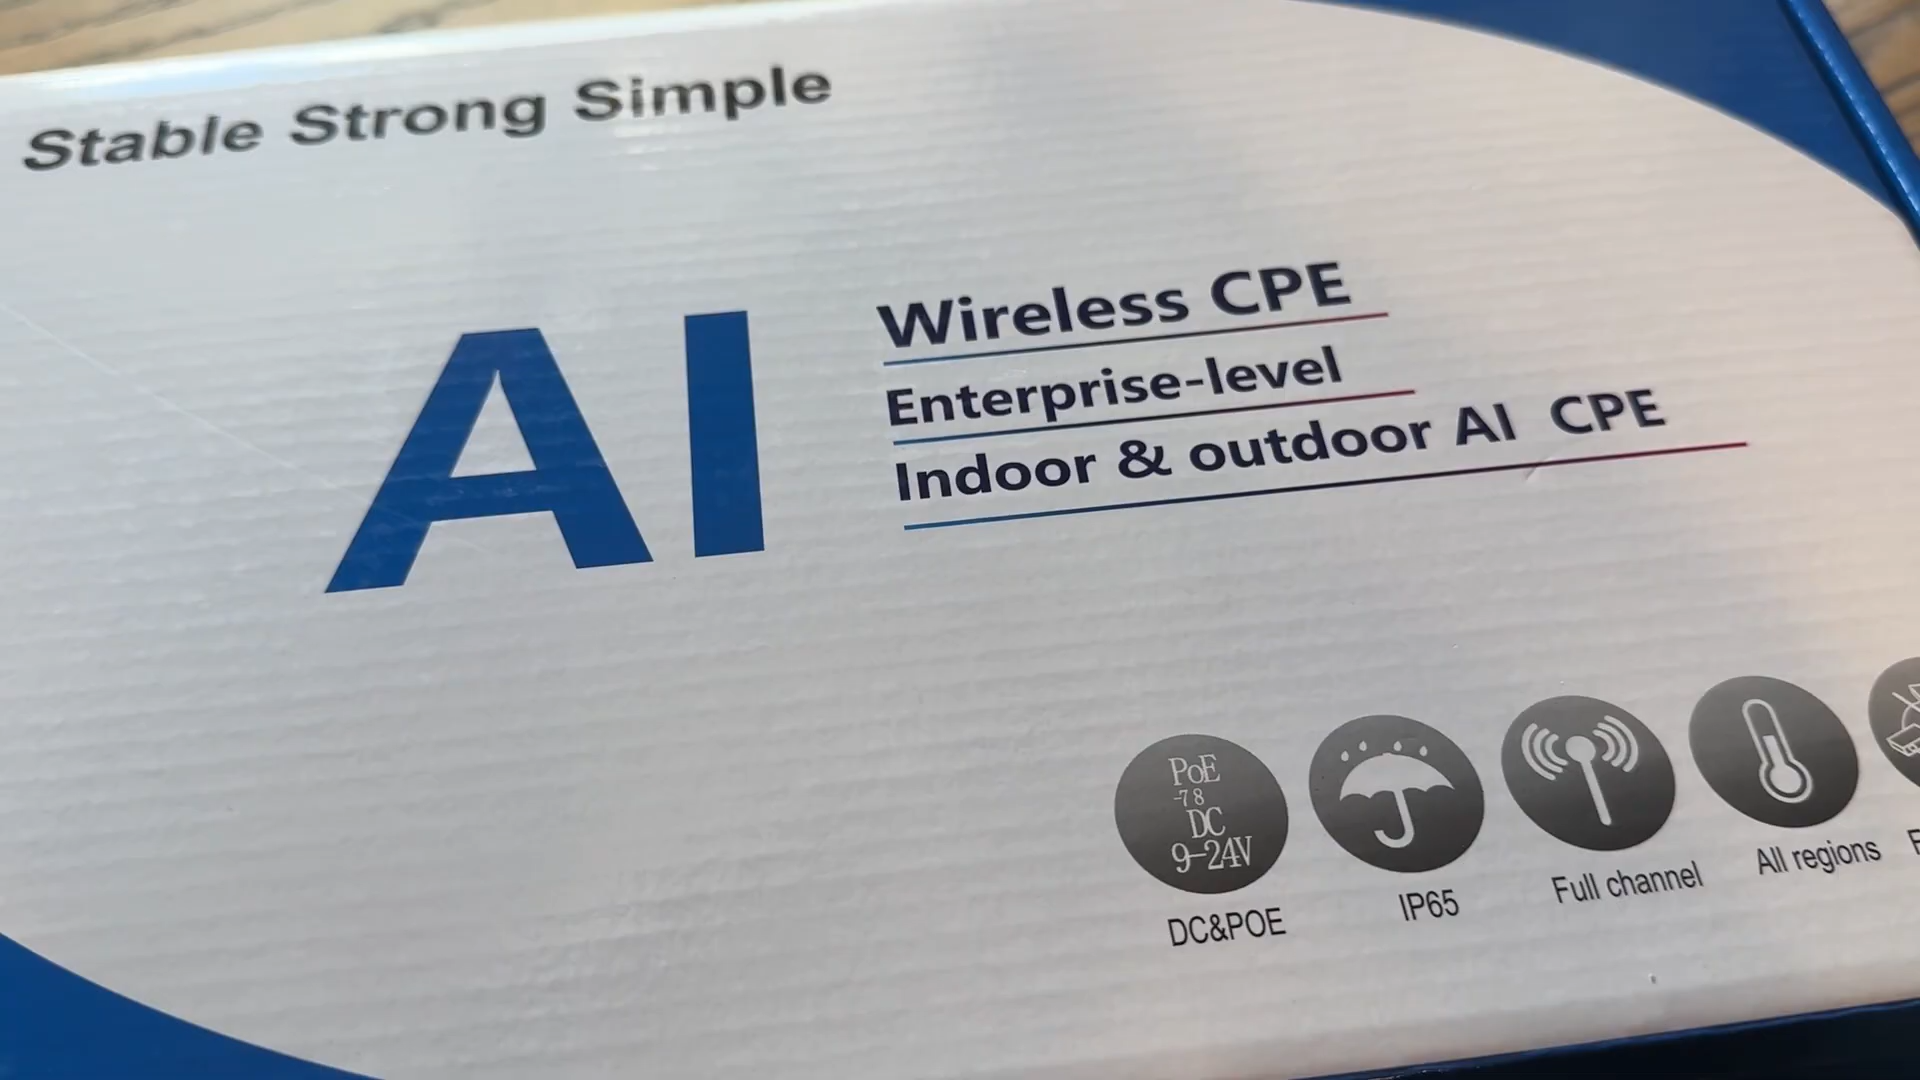 Stable Strong Simple
AI
Wireless CPE
Enterprise-level
Indoor & outdoor AI CPE
PoE
-78
DC
9-24V
DC&POE
IP65
Full channel
All regions